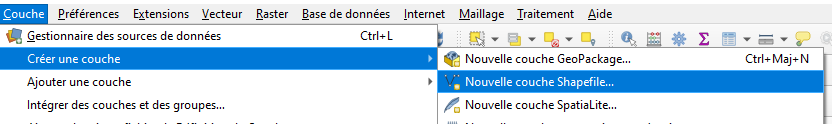 Couche Préférences Extensions Vecteur Raster Base de données Internet Maillage Traitement Aide
Gestionnaire des sources de données Ctrl+L
Créer une couche
Nouvelle couche GeoPackage... Ctrl+Maj+N
Ajouter une couche
Nouvelle couche Shapefile...
Intégrer des couches et des groupes...
Nouvelle couche SpatiaLite...